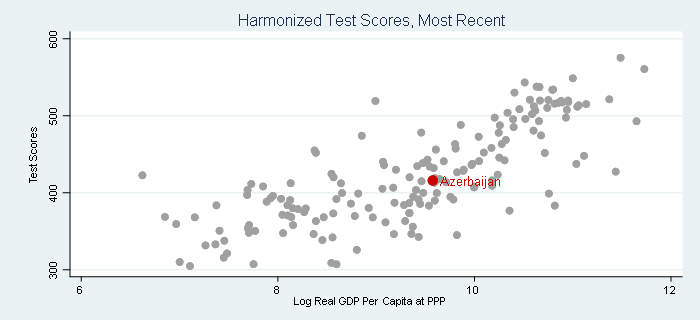 Harmonized Test Scores, Most Recent
600
500
400
300
Test Scores
Azerbaijan
6
8
10
12
Log Real GDP Per Capita at PPP